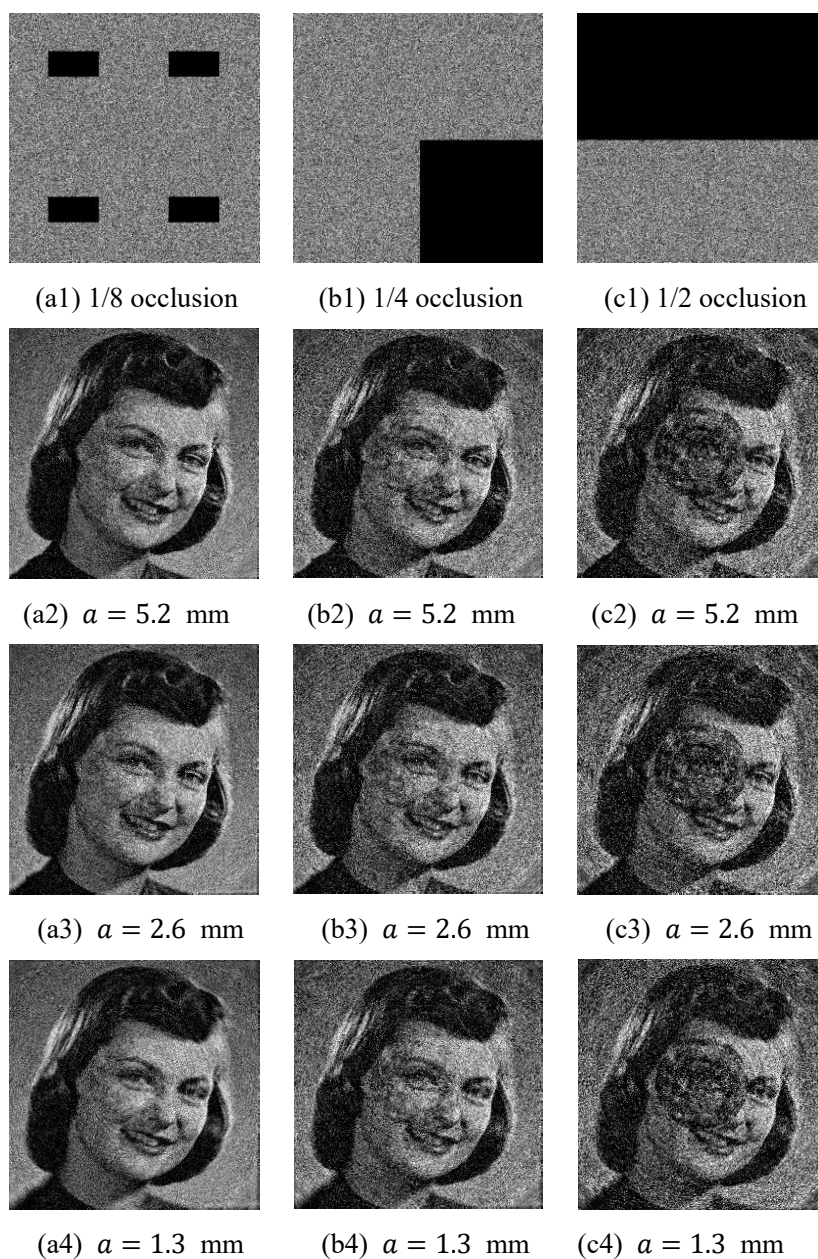 (a1) 1/8 occlusion (b1) 1/4 occlusion (c1) 1/2 occlusion
(a2) a = 5.2 mm (b2) a = 5.2 mm (c2) a = 5.2 mm
(a3) a = 2.6 mm (b3) a = 2.6 mm (c3) a = 2.6 mm
(a4) a = 1.3 mm (b4) a = 1.3 mm (c4) a = 1.3 mm